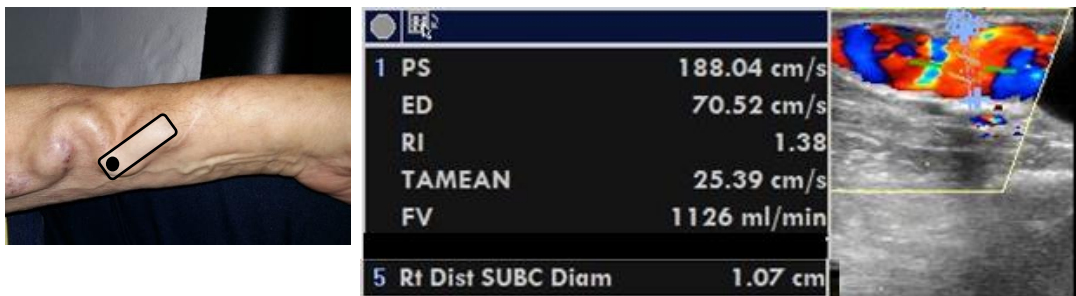 1 PS 188.04 cm/s
ED 70.52 cm/s
RI 1.38
TAMEAN 25.39 cm/s
FV 1126 ml/min
5 Rt Dist SUBC Diam 1.07 cm